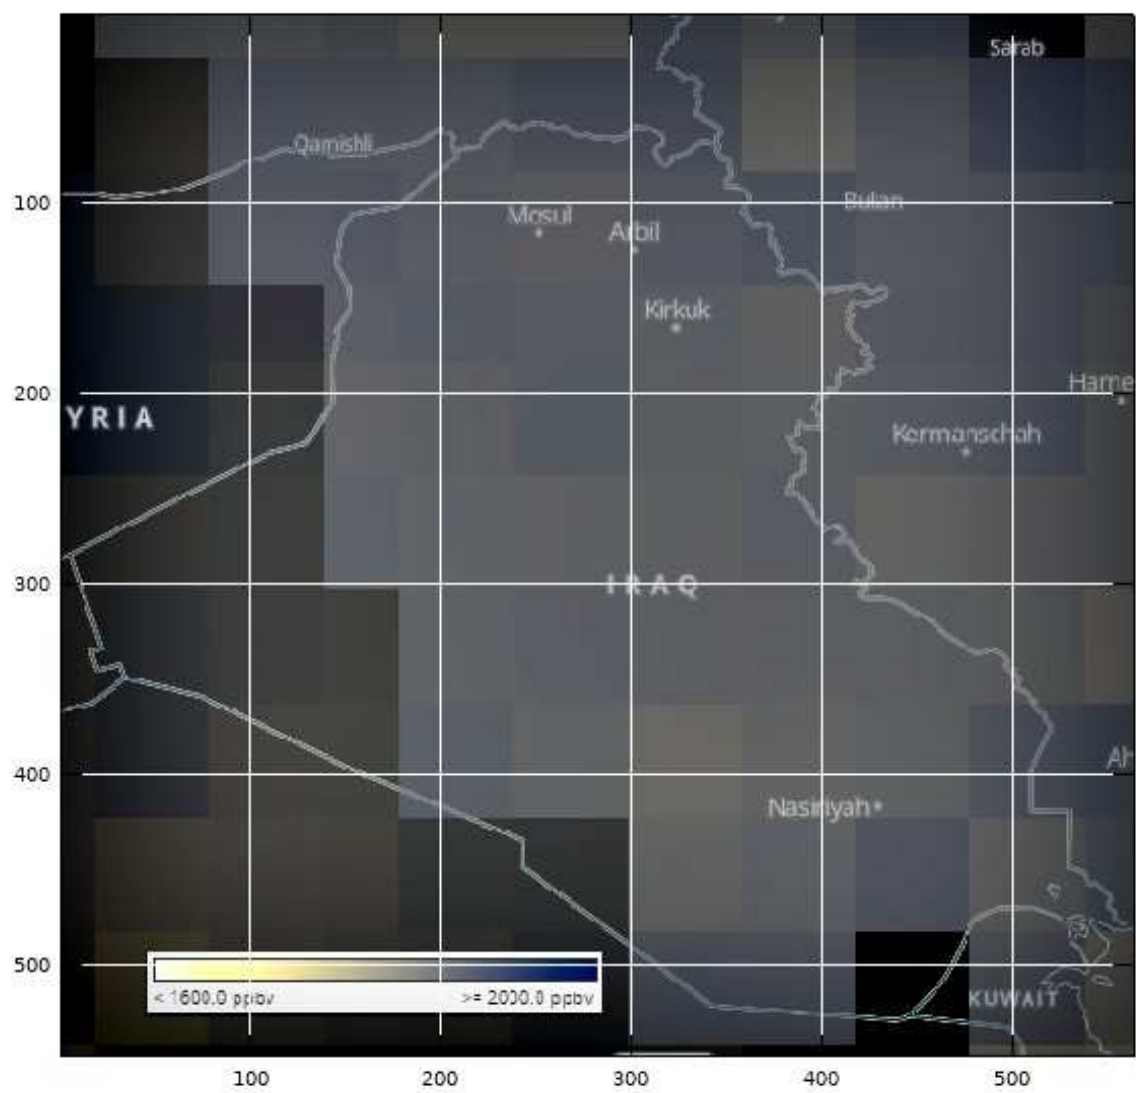 Sarab
Qamishli
100
Bulan
Mosul
Arbil
Kirkuk
200
Hame
YRIA
Kermanschah
300
IRAQ
400
Ah
Nasiriyah
500
< 1600.0 ppbv
>= 2000.0 ppbv
KUWAIT
100
200
300
400
500